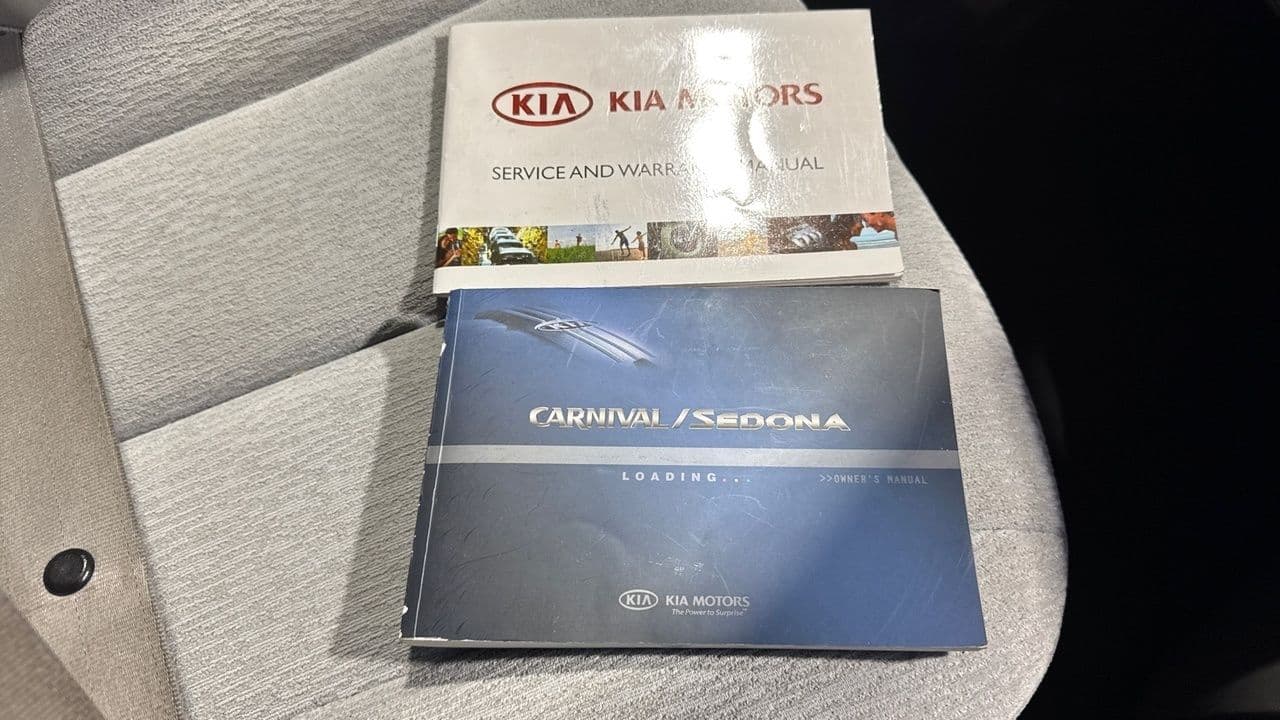 KIA KIA MOTORS
SERVICE AND WARRANTY MANUAL
KIA
CARNIVAL / SEDONA
LOADING...
>>OWNER'S MANUAL
KIA KIA MOTORS
The Power to Surprise™